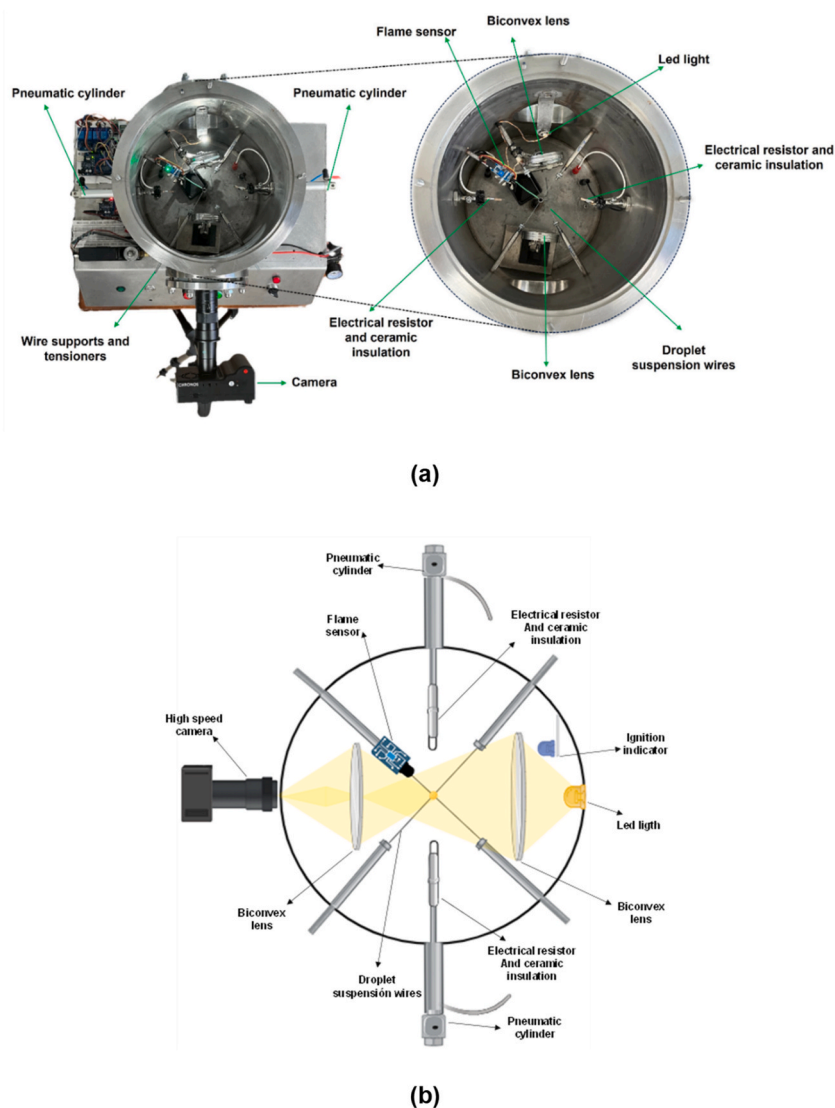 Biconvex lens
Flame sensor
Led light
Pneumatic cylinder
Pneumatic cylinder
Electrical resistor and
ceramic insulation
Wire supports and
tensioners
Electrical resistor
and ceramic
insulation
Droplet
suspension wires
Biconvex lens
Camera
(a)
Pneumatic
cylinder
Electrical resistor
And ceramic
insulation
Flame
sensor
High speed
camera
Ignition
indicator
Led ligth
Biconvex
lens
Biconvex
lens
Electrical resistor
And ceramic
insulation
Droplet
suspensión wires
Pneumatic
cylinder
(b)